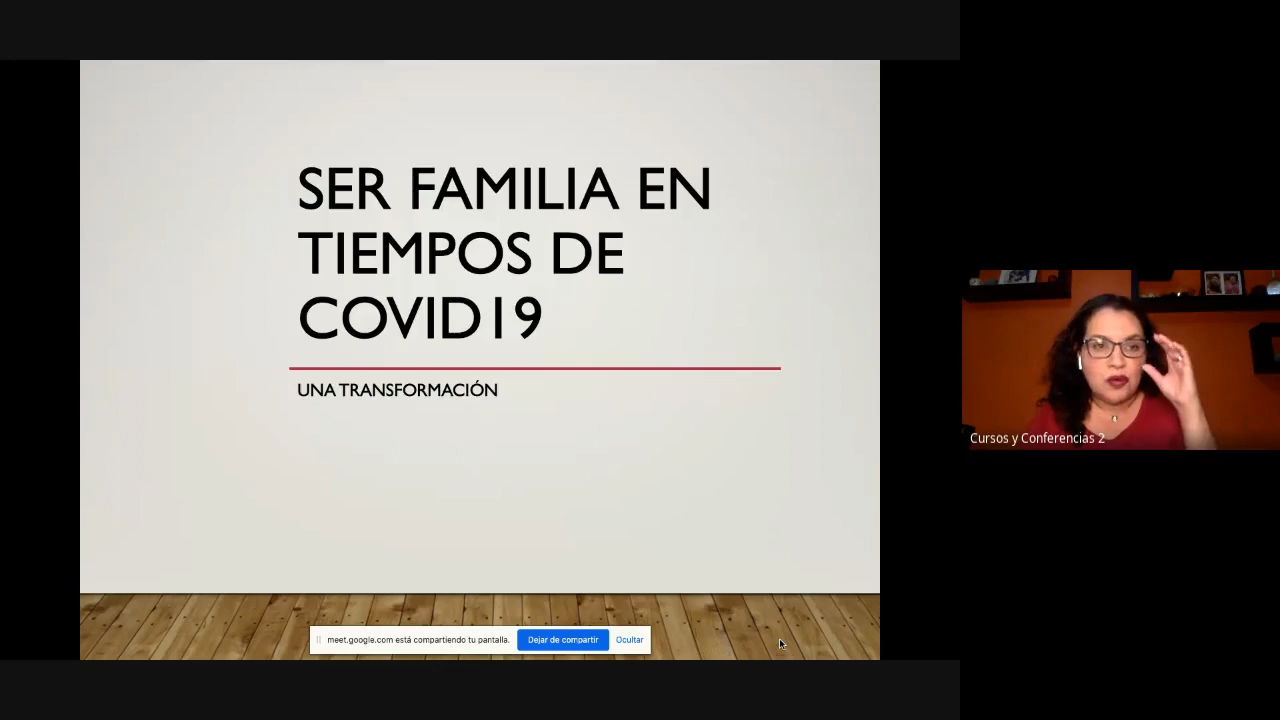 SER FAMILIA EN
TIEMPOS DE
COVID19
UNA TRANSFORMACIÓN
meet.google.com está compartiendo tu pantalla.
Dejar de compartir
Ocultar
Cursos y Conferencias 2